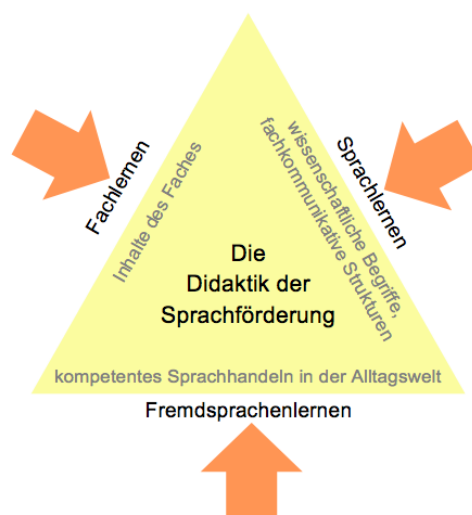 Fachlernen
Inhalte des Faches
Sprachlernen
wissenschaftliche Begriffe,
fachkommunikative Strukturen
Die
Didaktik der
Sprachförderung
kompetentes Sprachhandeln in der Alltagswelt
Fremdsprachenlernen